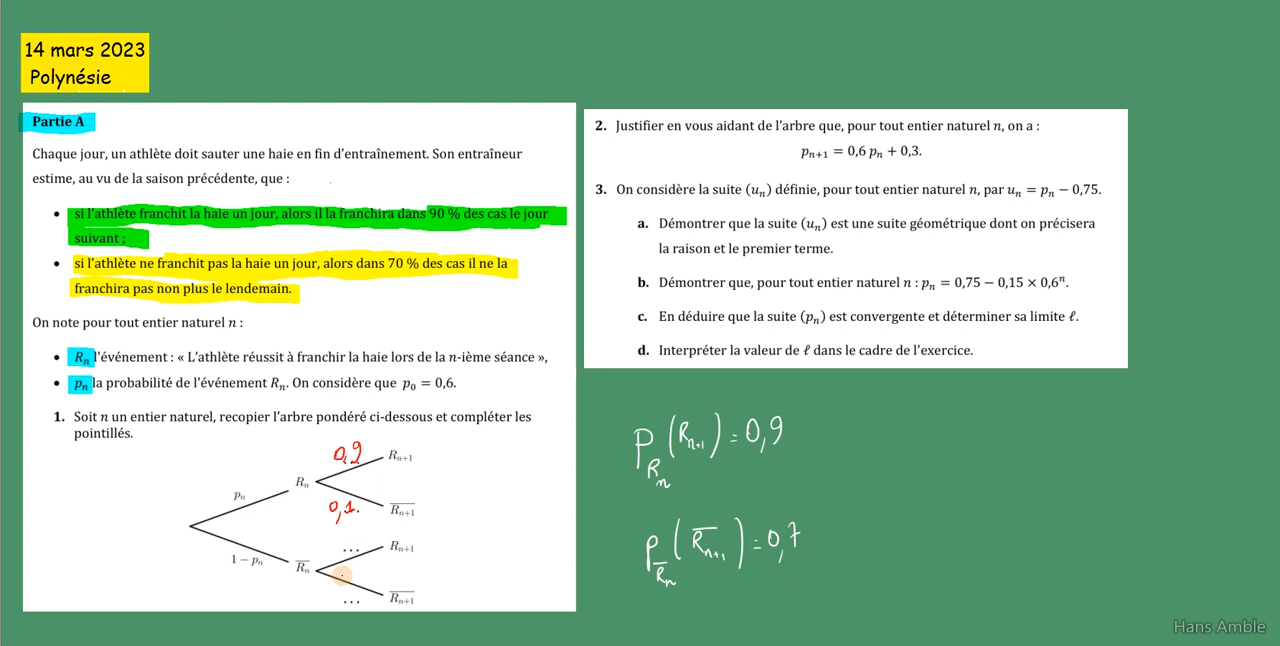 14 mars 2023
Polynésie
Partie A
Chaque jour, un athlète doit sauter une haie en fin d'entraînement. Son entraîneur
estime, au vu de la saison précédente, que :
• si l'athlète franchit la haie un jour, alors il la franchira dans 90 % des cas le jour
suivant ;
• si l'athlète ne franchit pas la haie un jour, alors dans 70 % des cas il ne la
franchira pas non plus le lendemain.
On note pour tout entier naturel n :
• Rₙ l'événement : « L'athlète réussit à franchir la haie lors de la n-ième séance »,
• pₙ la probabilité de l'événement Rₙ. On considère que p₀ = 0,6.
1. Soit n un entier naturel, recopier l'arbre pondéré ci-dessous et compléter les
pointillés.
0,9
Rₙ₊₁
pₙ
Rₙ
0,1.
R̅ₙ₊₁
1 − pₙ
R̅ₙ
...
Rₙ₊₁
...
R̅ₙ₊₁
2. Justifier en vous aidant de l'arbre que, pour tout entier naturel n, on a :
pₙ₊₁ = 0,6 pₙ + 0,3.
3. On considère la suite (uₙ) définie, pour tout entier naturel n, par uₙ = pₙ − 0,75.
a. Démontrer que la suite (uₙ) est une suite géométrique dont on précisera
la raison et le premier terme.
b. Démontrer que, pour tout entier naturel n : pₙ = 0,75 − 0,15 × 0,6ⁿ.
c. En déduire que la suite (pₙ) est convergente et déterminer sa limite ℓ.
d. Interpréter la valeur de ℓ dans le cadre de l'exercice.
P_Rₙ(Rₙ₊₁) = 0,9
P_R̅ₙ(R̅ₙ₊₁) = 0,7
Hans Amble